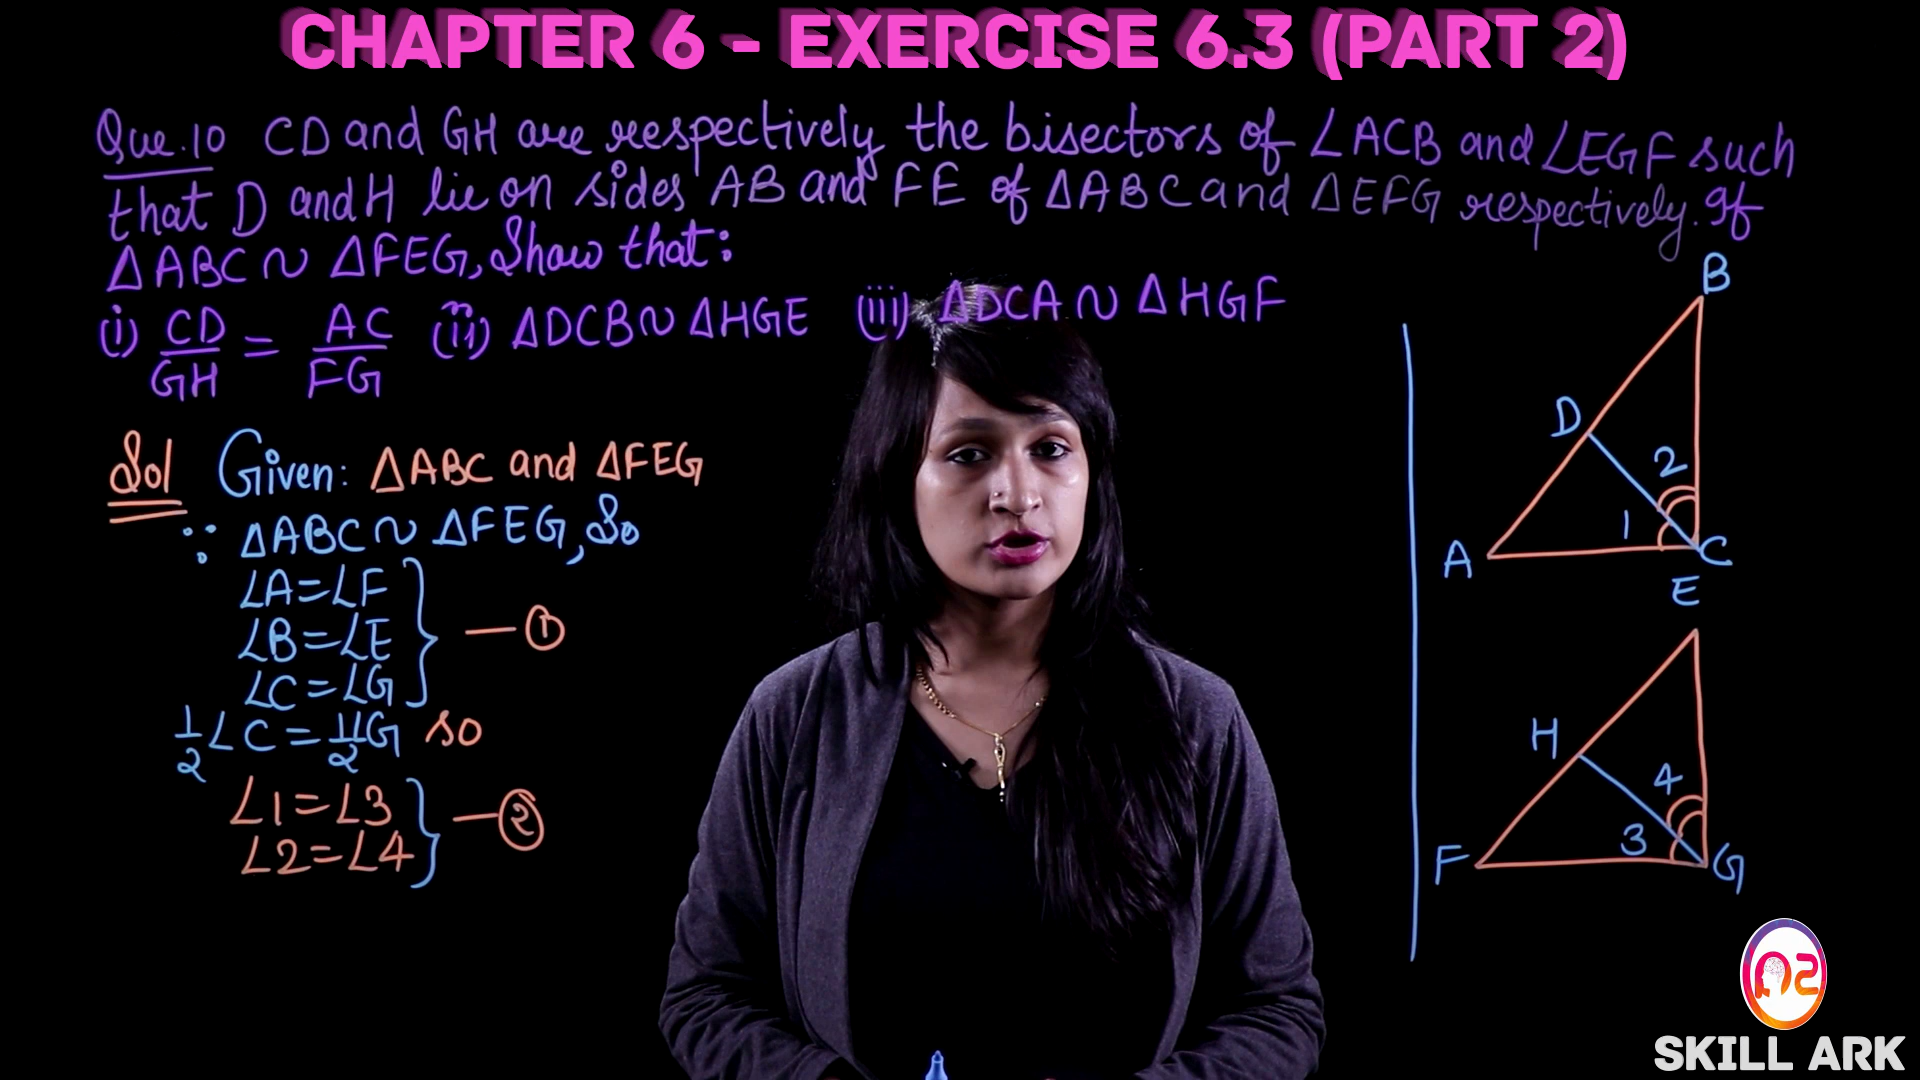 CHAPTER 6 - EXERCISE 6.3 (PART 2)
Que.10 CD and GH are respectively the bisectors of ∠ACB and ∠EGF such
that D and H lie on sides AB and FE of ΔABC and ΔEFG respectively. If
ΔABC ~ ΔFEG, Show that:
(i) CD/GH = AC/FG (ii) ΔDCB ~ ΔHGE (iii) ΔDCA ~ ΔHGF
Sol Given: ΔABC and ΔFEG
∵ ΔABC ~ ΔFEG, So
∠A = ∠F
∠B = ∠E } — ①
∠C = ∠G
1/2 ∠C = 1/2 ∠G so
∠1 = ∠3
∠2 = ∠4 } — ②
B
D
2
1
A
C
E
H
4
3
F
G
SKILL ARK